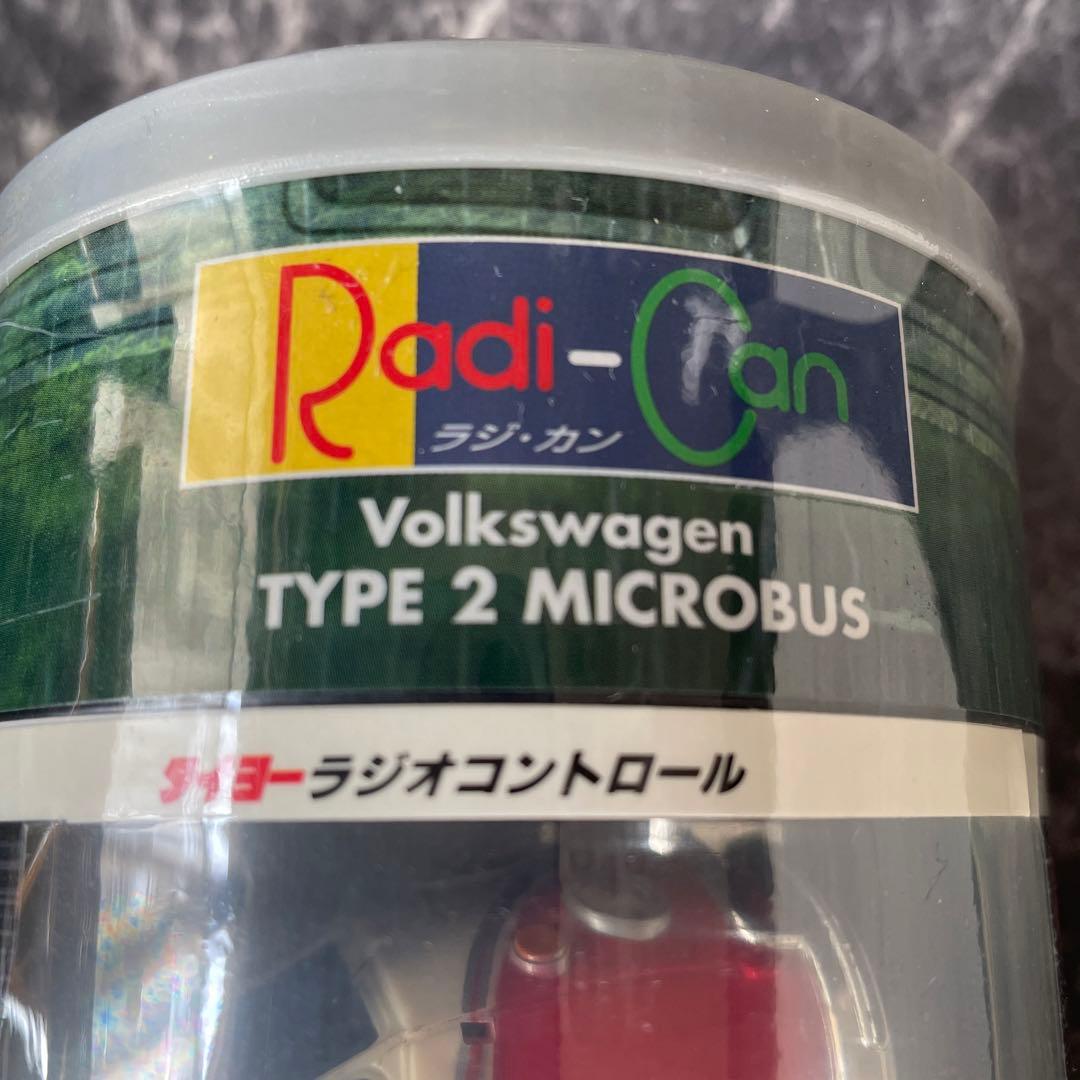 Radi-Can
ラジ・カン
Volkswagen
TYPE 2 MICROBUS
タイヨーラジオコントロール